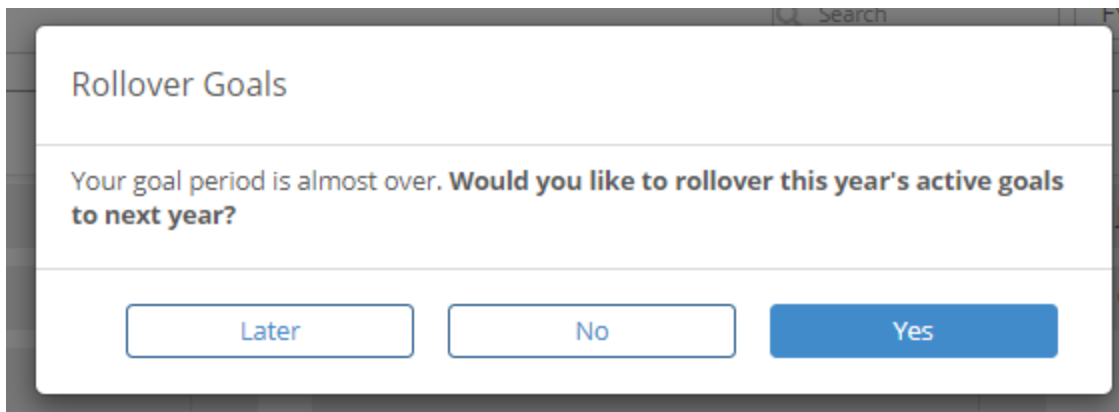 Search
Rollover Goals
Your goal period is almost over. Would you like to rollover this year's active goals
to next year?
Later
No
Yes